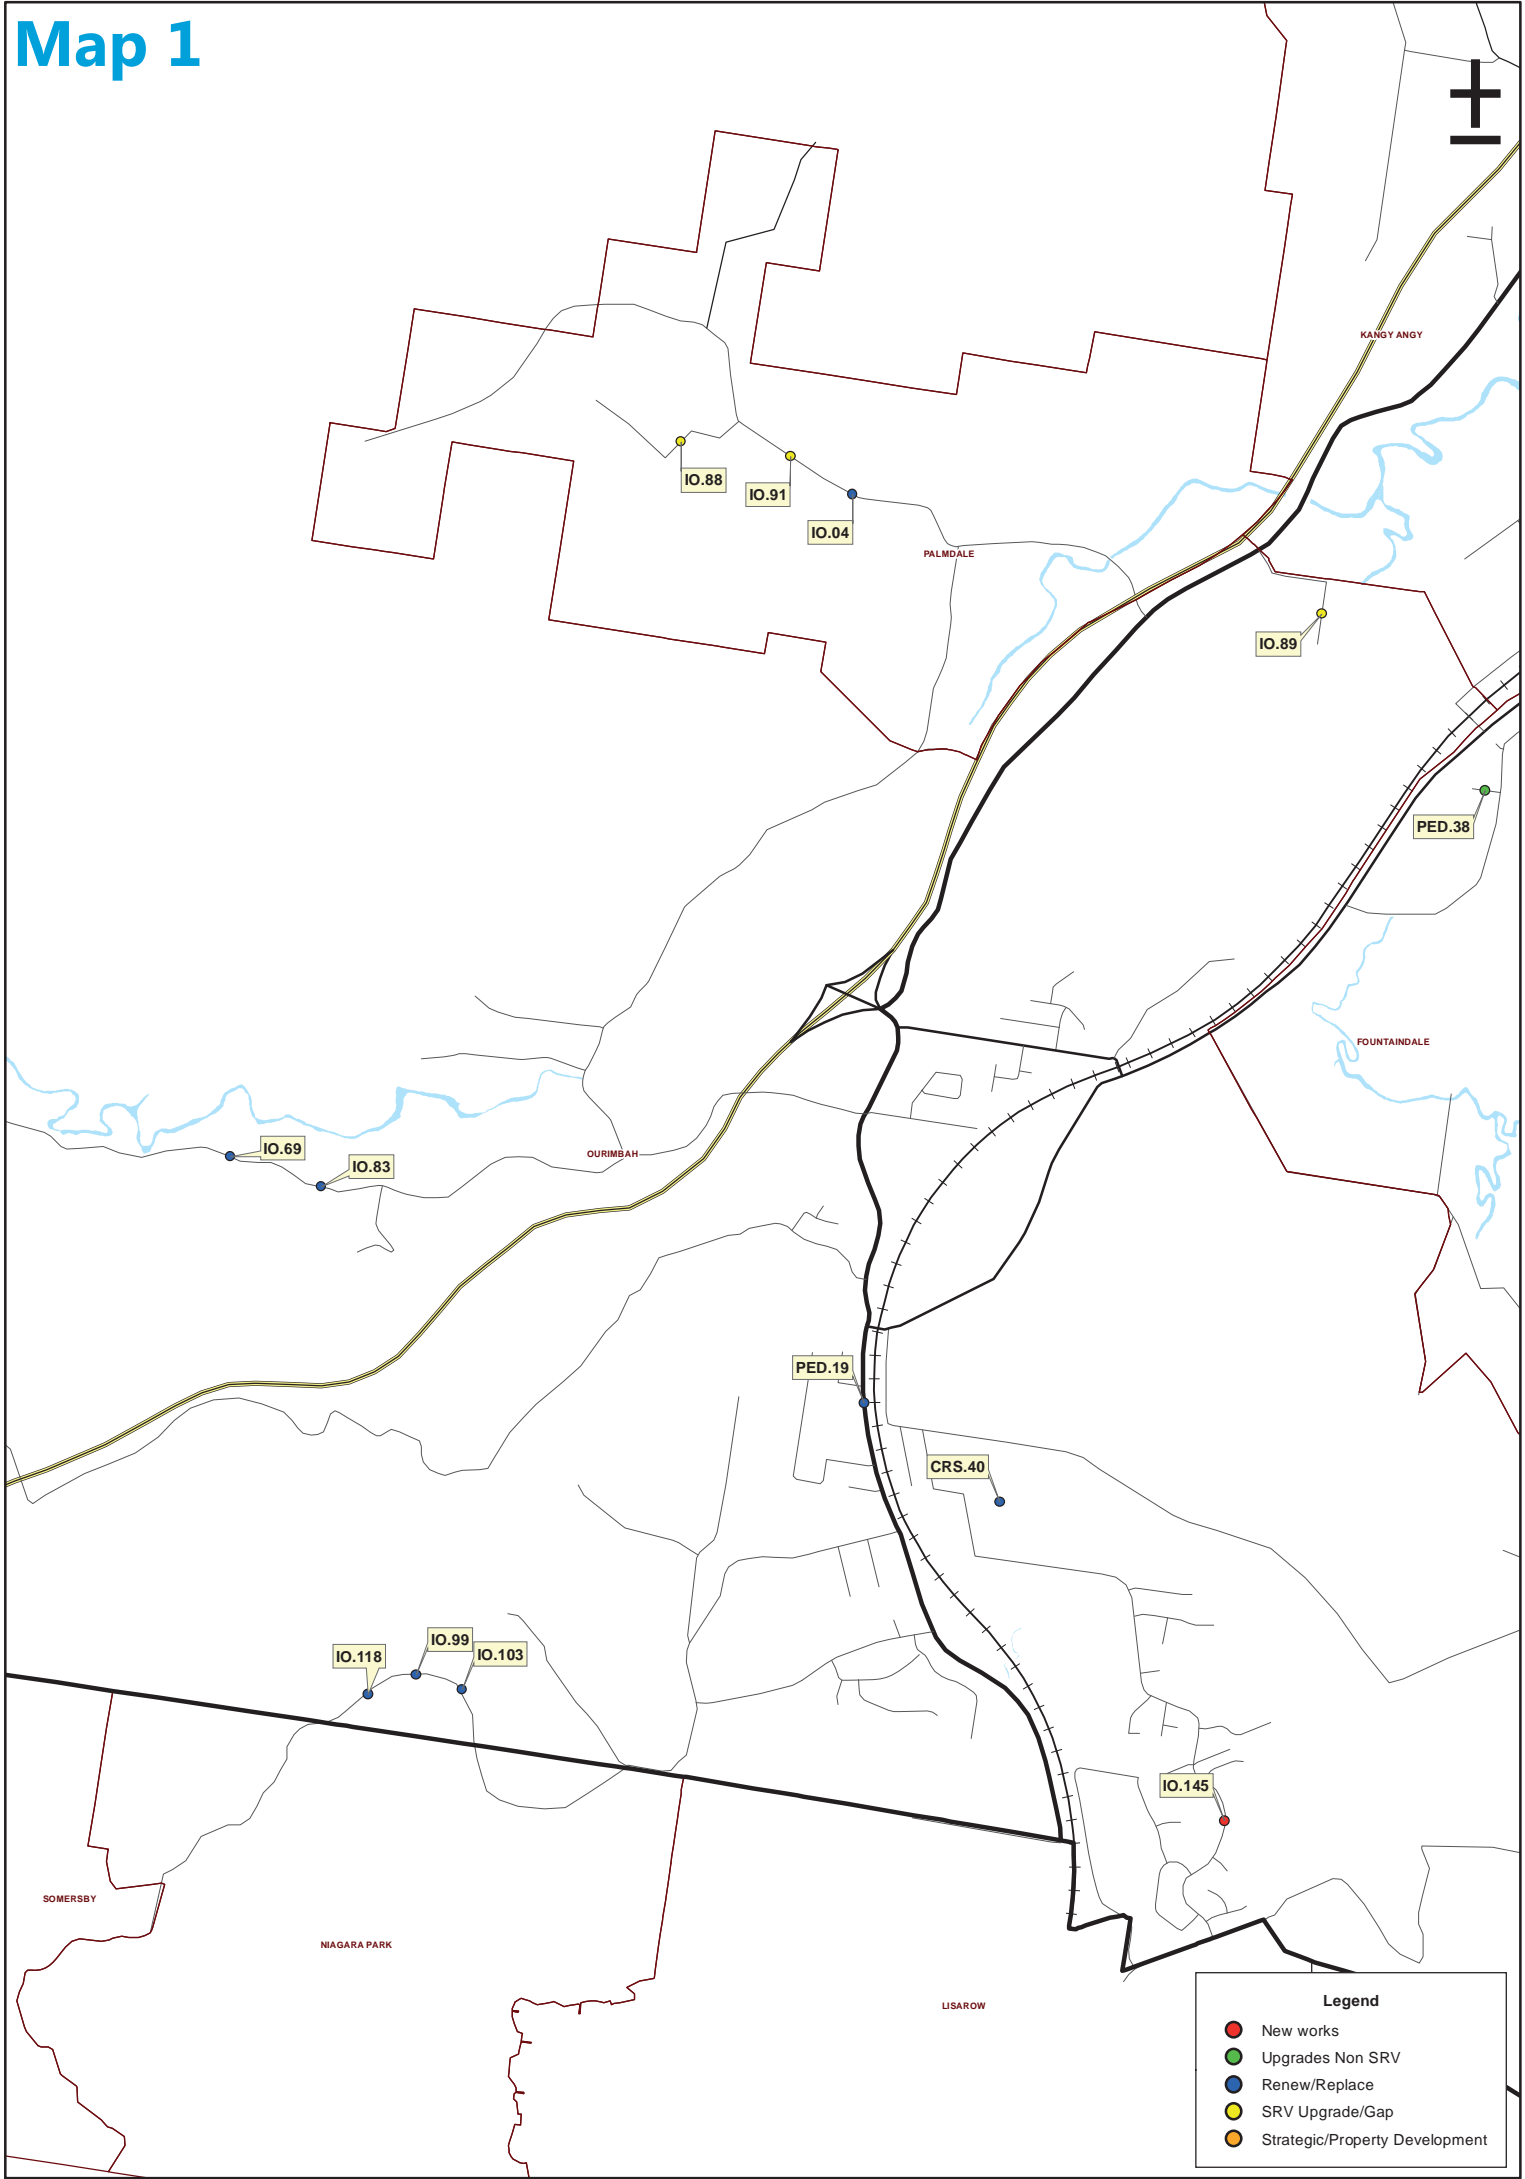 Map 1
KANGY ANGY
IO.88
IO.91
IO.04
PALMDALE
IO.89
PED.38
FOUNTAINDALE
IO.69
OURIMBAH
IO.83
PED.19
CRS.40
IO.99
IO.118
IO.103
IO.145
SOMERSBY
NIAGARA PARK
LISAROW
Legend
New works
Upgrades Non SRV
Renew/Replace
SRV Upgrade/Gap
Strategic/Property Development